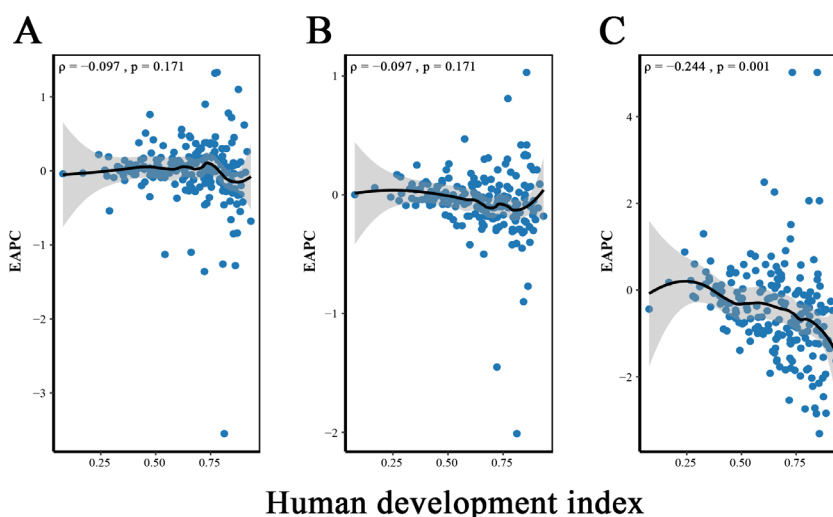 A
B
C
ρ = −0.097 , p = 0.171
ρ = −0.097 , p = 0.171
ρ = −0.244 , p = 0.001
EAPC
1
0
−1
−2
−3
0.25 0.50 0.75
EAPC
1
0
−1
−2
0.25 0.50 0.75
EAPC
4
2
0
−2
0.25 0.50 0.75
Human development index